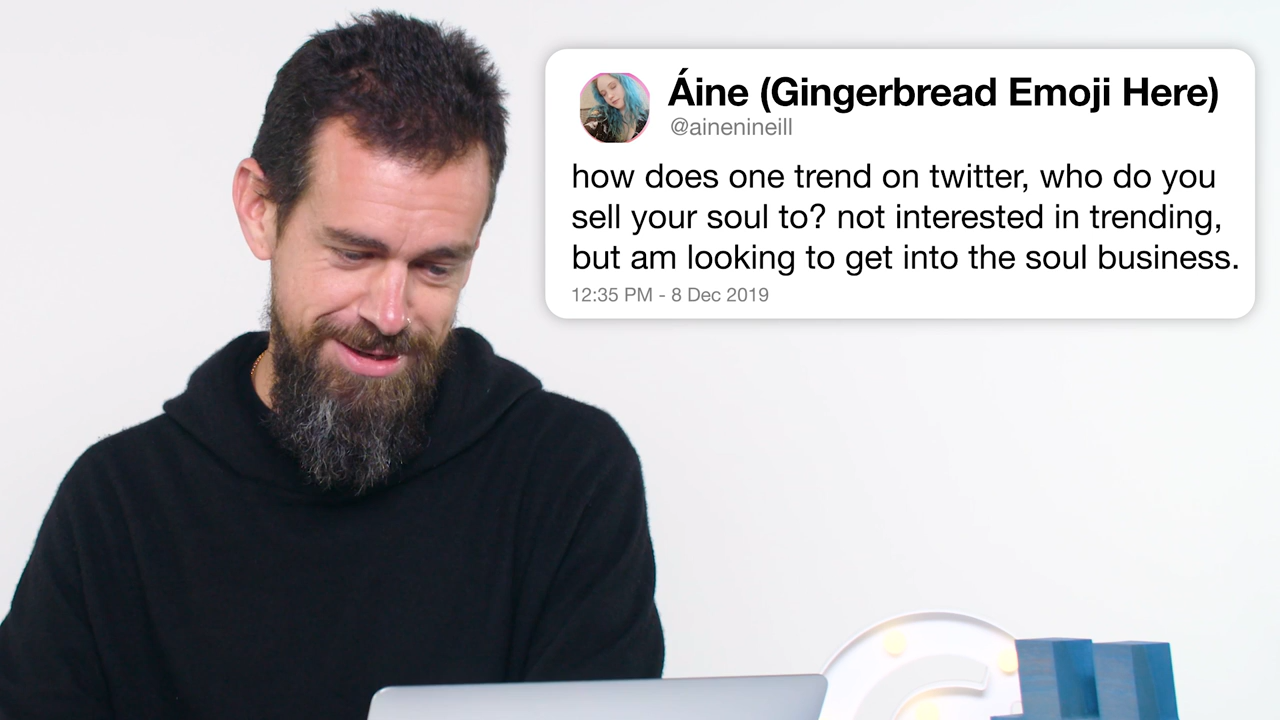 Áine (Gingerbread Emoji Here)
@ainenineill
how does one trend on twitter, who do you
sell your soul to? not interested in trending,
but am looking to get into the soul business.
12:35 PM - 8 Dec 2019